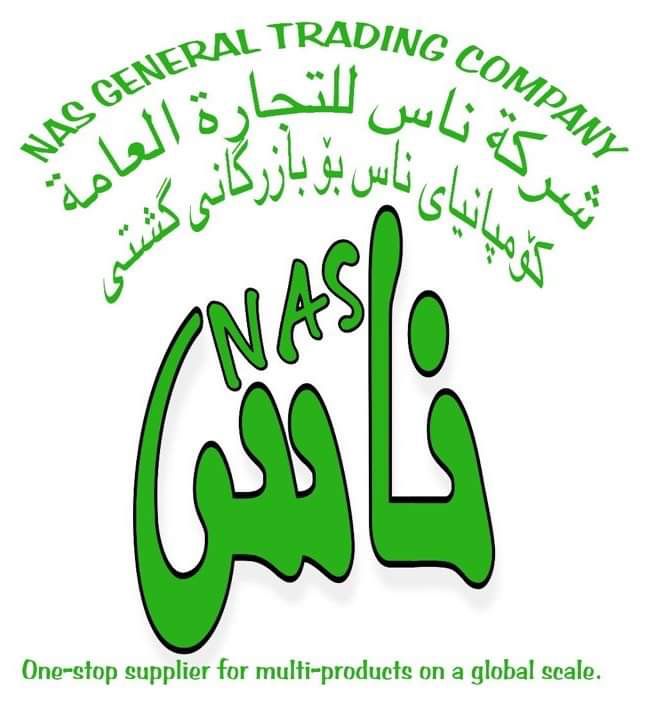 NAS GENERAL TRADING COMPANY
شركة ناس للتجارة العامة
كۆمپانیای ناس بۆ بازرگانی گشتی
NAS
ناس
One-stop supplier for multi-products on a global scale.